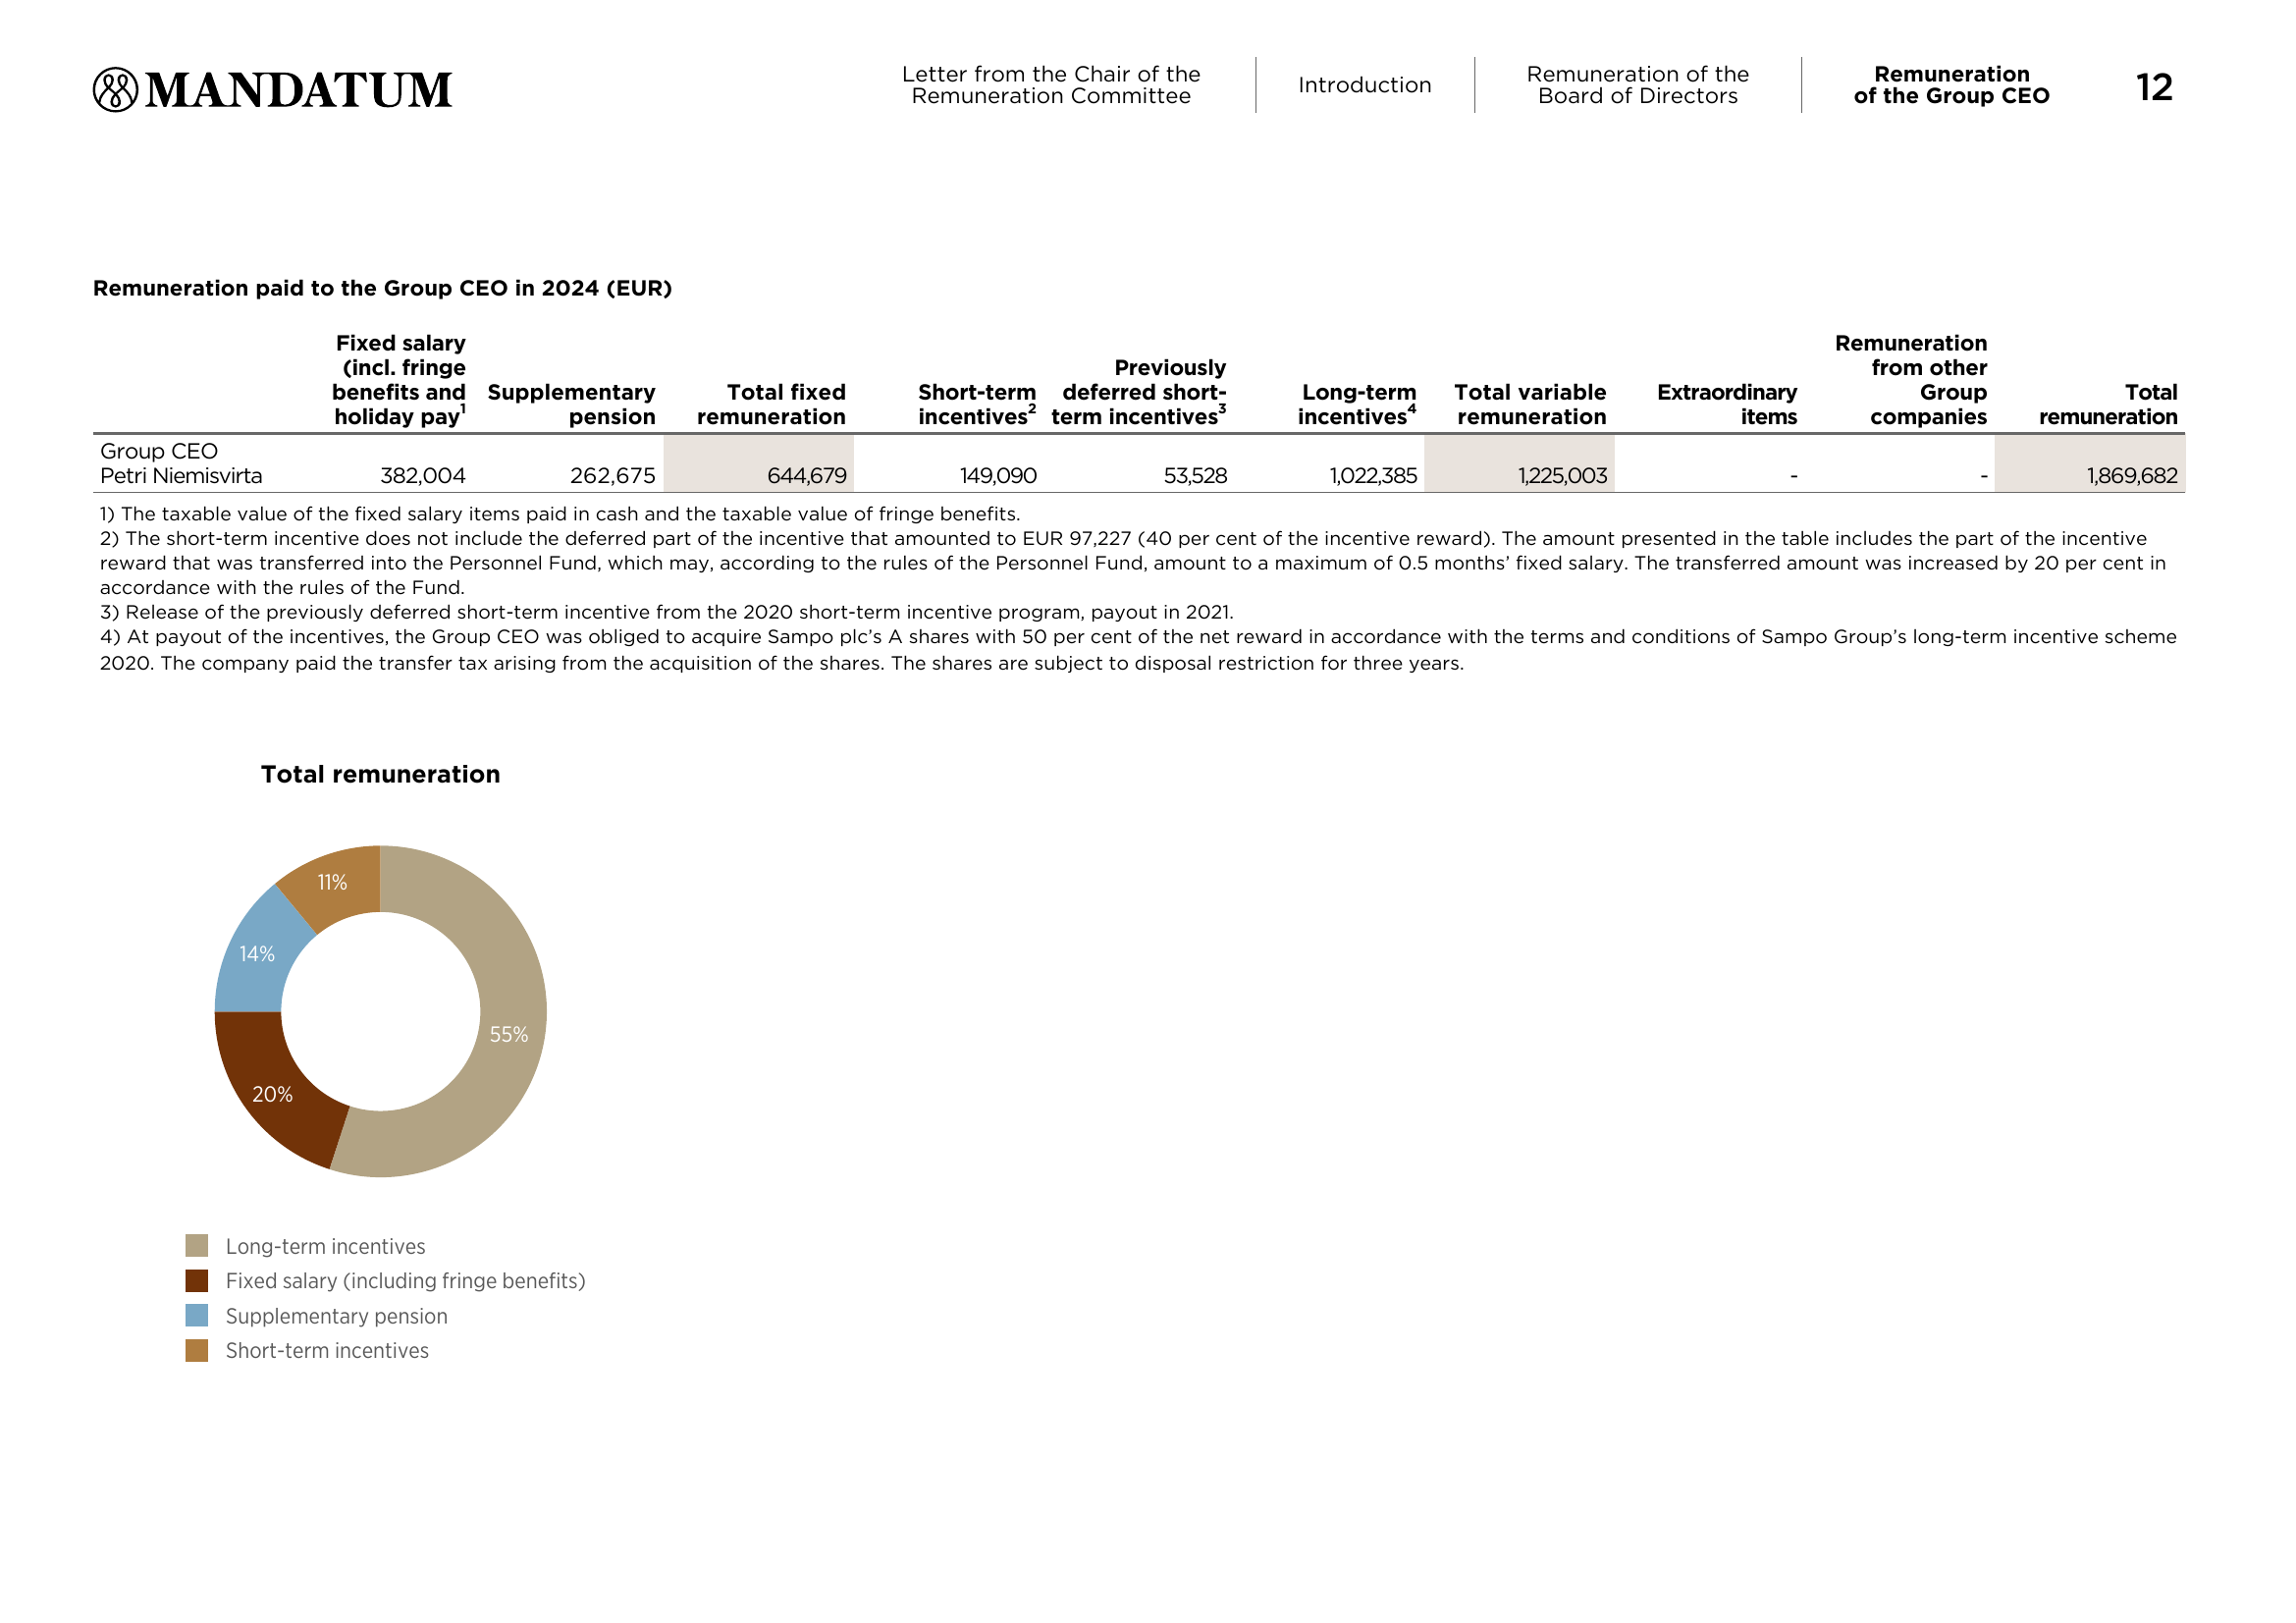 MANDATUM
Letter from the Chair of the
Remuneration Committee
Introduction
Remuneration of the
Board of Directors
Remuneration
of the Group CEO
12
Remuneration paid to the Group CEO in 2024 (EUR)
Fixed salary
(incl. fringe
benefits and
holiday pay¹
Supplementary
pension
Total fixed
remuneration
Short-term
incentives²
Previously
deferred short-
term incentives³
Long-term
incentives⁴
Total variable
remuneration
Extraordinary
items
Remuneration
from other
Group
companies
Total
remuneration
Group CEO
Petri Niemisvirta 382,004 262,675 644,679 149,090 53,528 1,022,385 1,225,003 - - 1,869,682
1) The taxable value of the fixed salary items paid in cash and the taxable value of fringe benefits.
2) The short-term incentive does not include the deferred part of the incentive that amounted to EUR 97,227 (40 per cent of the incentive reward). The amount presented in the table includes the part of the incentive
reward that was transferred into the Personnel Fund, which may, according to the rules of the Personnel Fund, amount to a maximum of 0.5 months’ fixed salary. The transferred amount was increased by 20 per cent in
accordance with the rules of the Fund.
3) Release of the previously deferred short-term incentive from the 2020 short-term incentive program, payout in 2021.
4) At payout of the incentives, the Group CEO was obliged to acquire Sampo plc’s A shares with 50 per cent of the net reward in accordance with the terms and conditions of Sampo Group’s long-term incentive scheme
2020. The company paid the transfer tax arising from the acquisition of the shares. The shares are subject to disposal restriction for three years.
Total remuneration
11%
14%
55%
20%
Long-term incentives
Fixed salary (including fringe benefits)
Supplementary pension
Short-term incentives